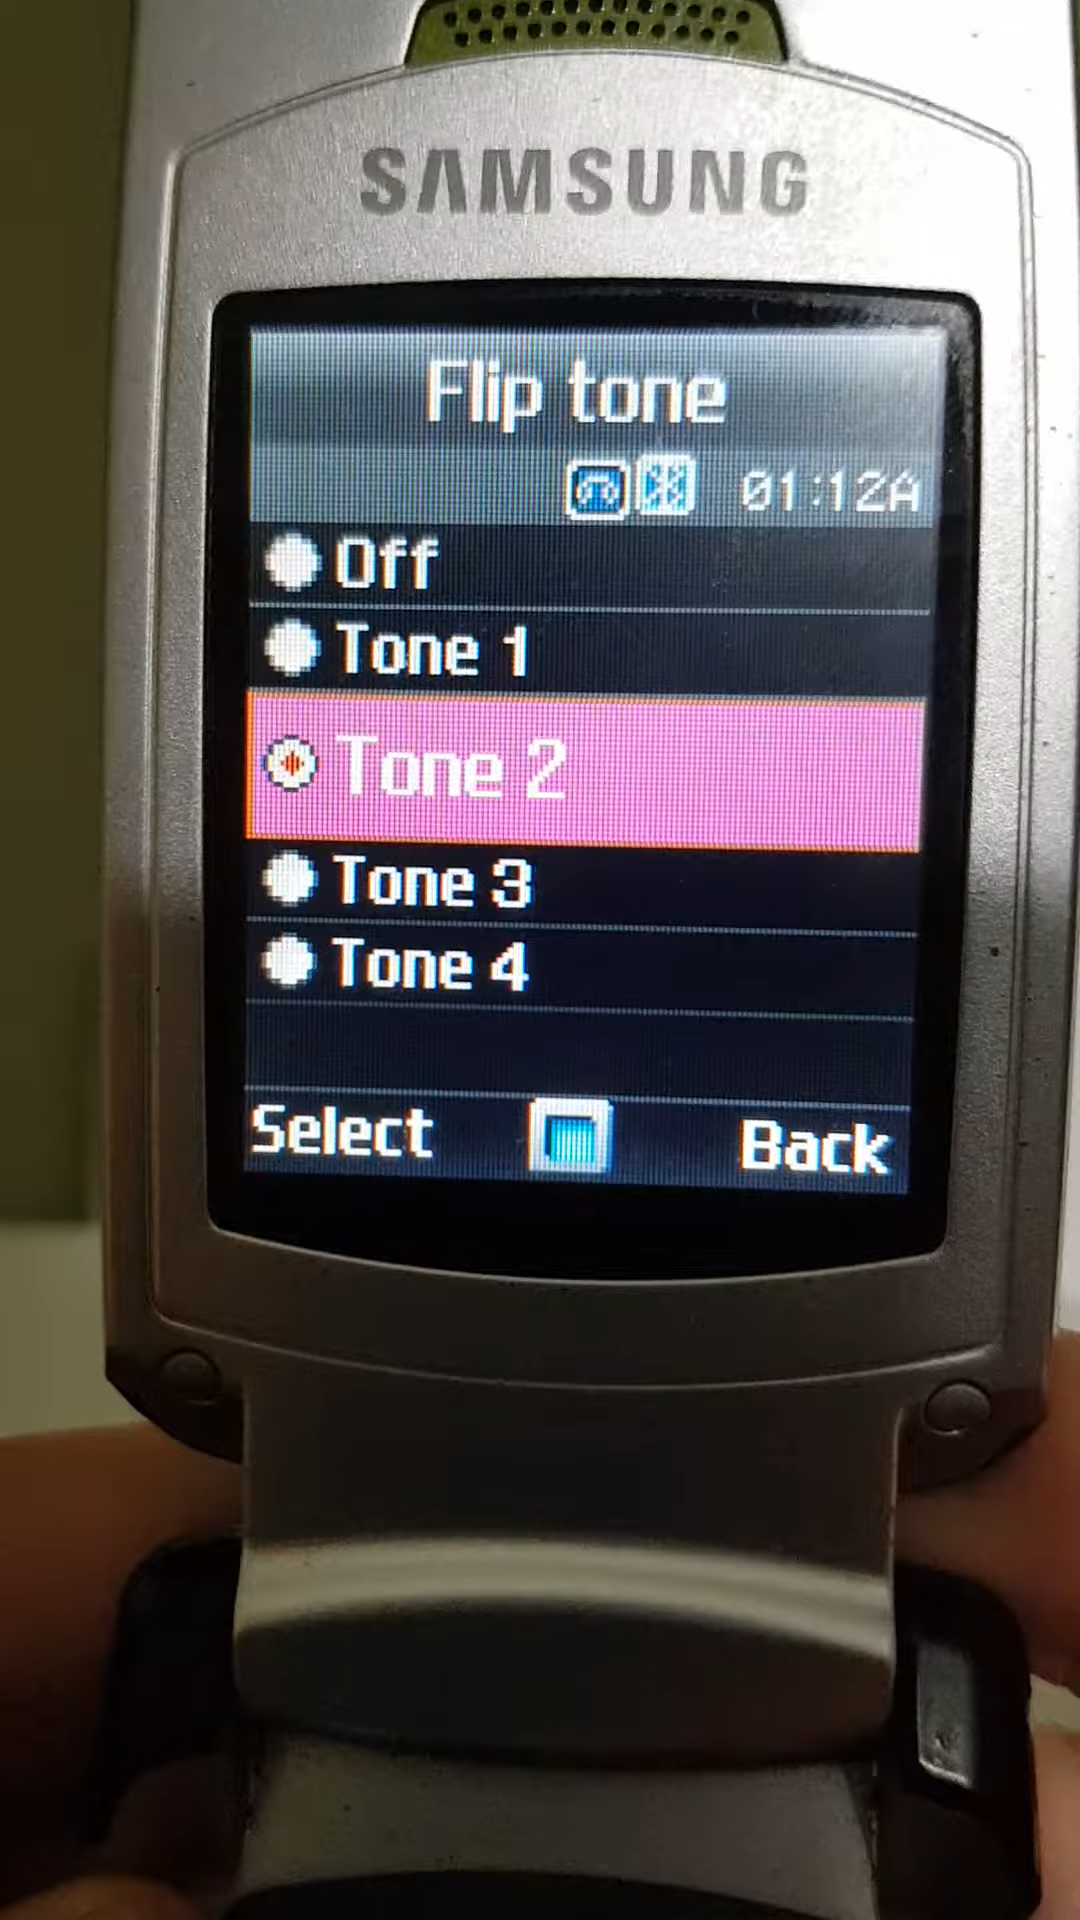 SAMSUNG
Flip tone
01:12A
Off
Tone 1
Tone 2
Tone 3
Tone 4
Select Back